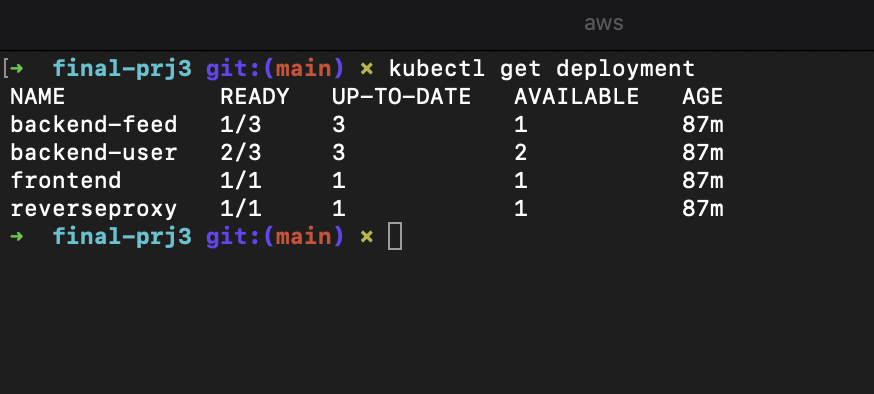 aws
[➜  final-prj3 git:(main) ✗ kubectl get deployment
NAME           READY   UP-TO-DATE   AVAILABLE   AGE
backend-feed   1/3     3            1           87m
backend-user   2/3     3            2           87m
frontend       1/1     1            1           87m
reverseproxy   1/1     1            1           87m
➜  final-prj3 git:(main) ✗